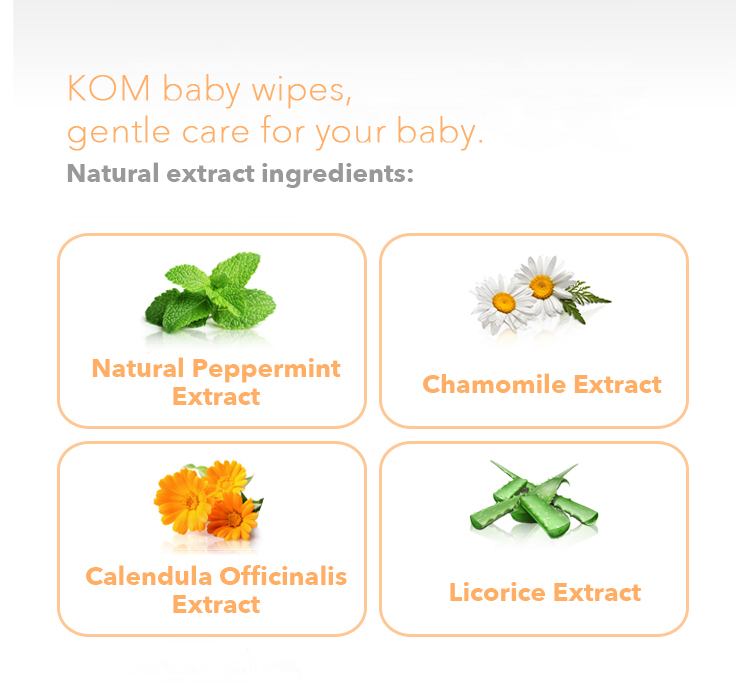 KOM baby wipes,
gentle care for your baby.
Natural extract ingredients:
Natural Peppermint
Extract
Chamomile Extract
Calendula Officinalis
Extract
Licorice Extract